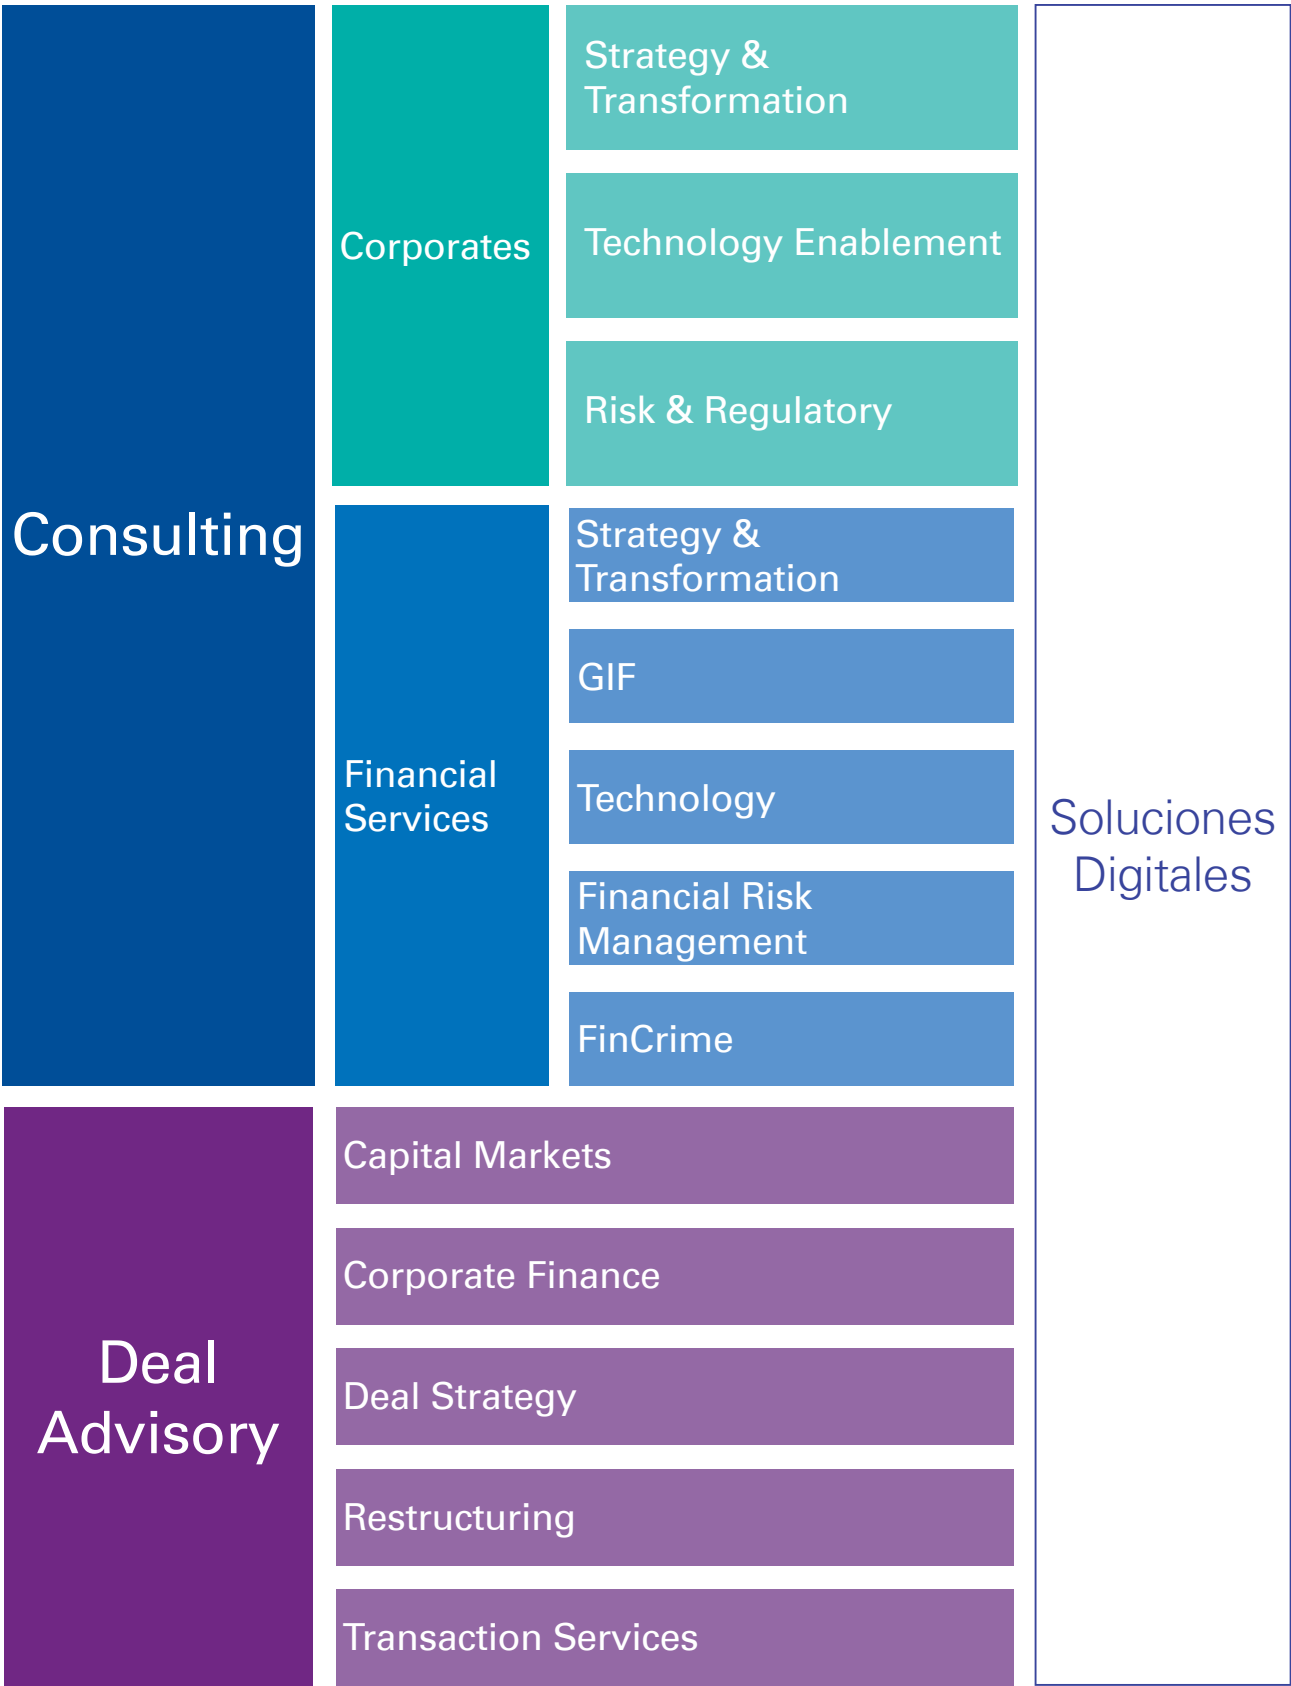 Consulting
Corporates
Strategy &
Transformation
Technology Enablement
Risk & Regulatory
Financial
Services
Strategy &
Transformation
GIF
Technology
Financial Risk
Management
FinCrime
Deal
Advisory
Capital Markets
Corporate Finance
Deal Strategy
Restructuring
Transaction Services
Soluciones
Digitales